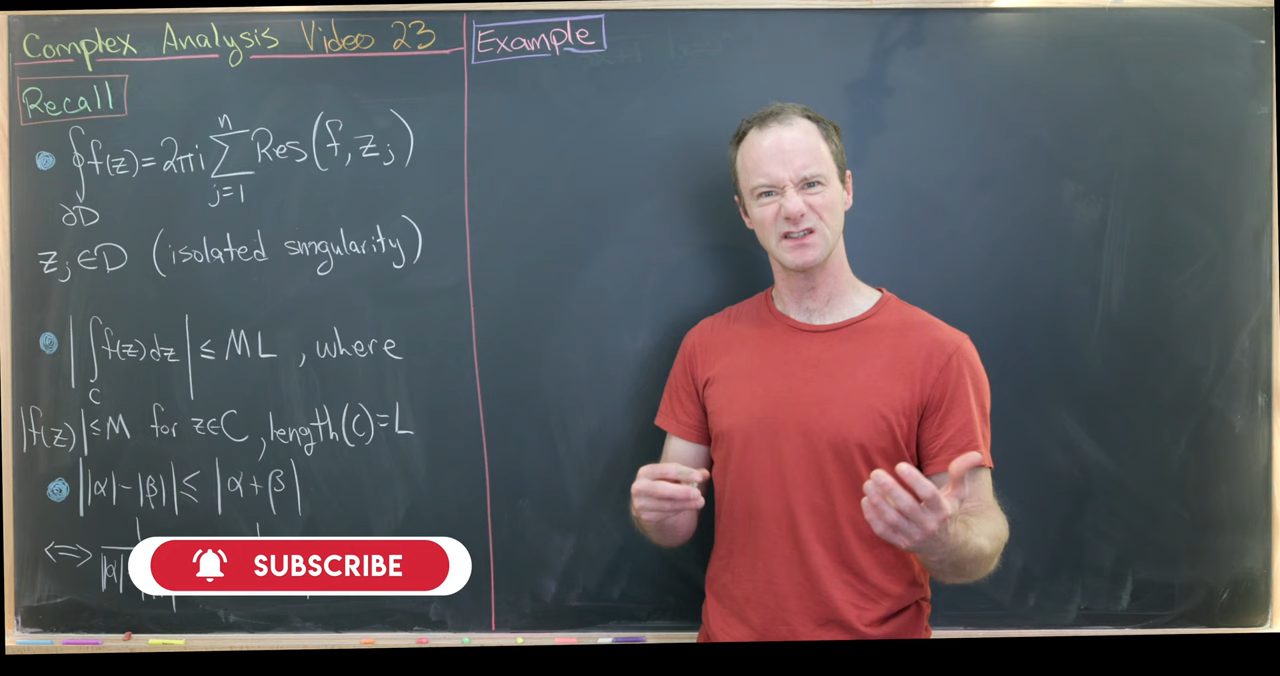 Complex Analysis Video 23
Recall
∮ f(z) = 2πi Σ Res(f, z_j)
∂D
j=1
n
z_j ∈ D (isolated singularity)
| ∫_C f(z) dz | ≤ ML, where
|f(z)| ≤ M for z∈C, length(C) = L
||α| - |β|| ≤ |α + β|
⟺
SUBSCRIBE
Example